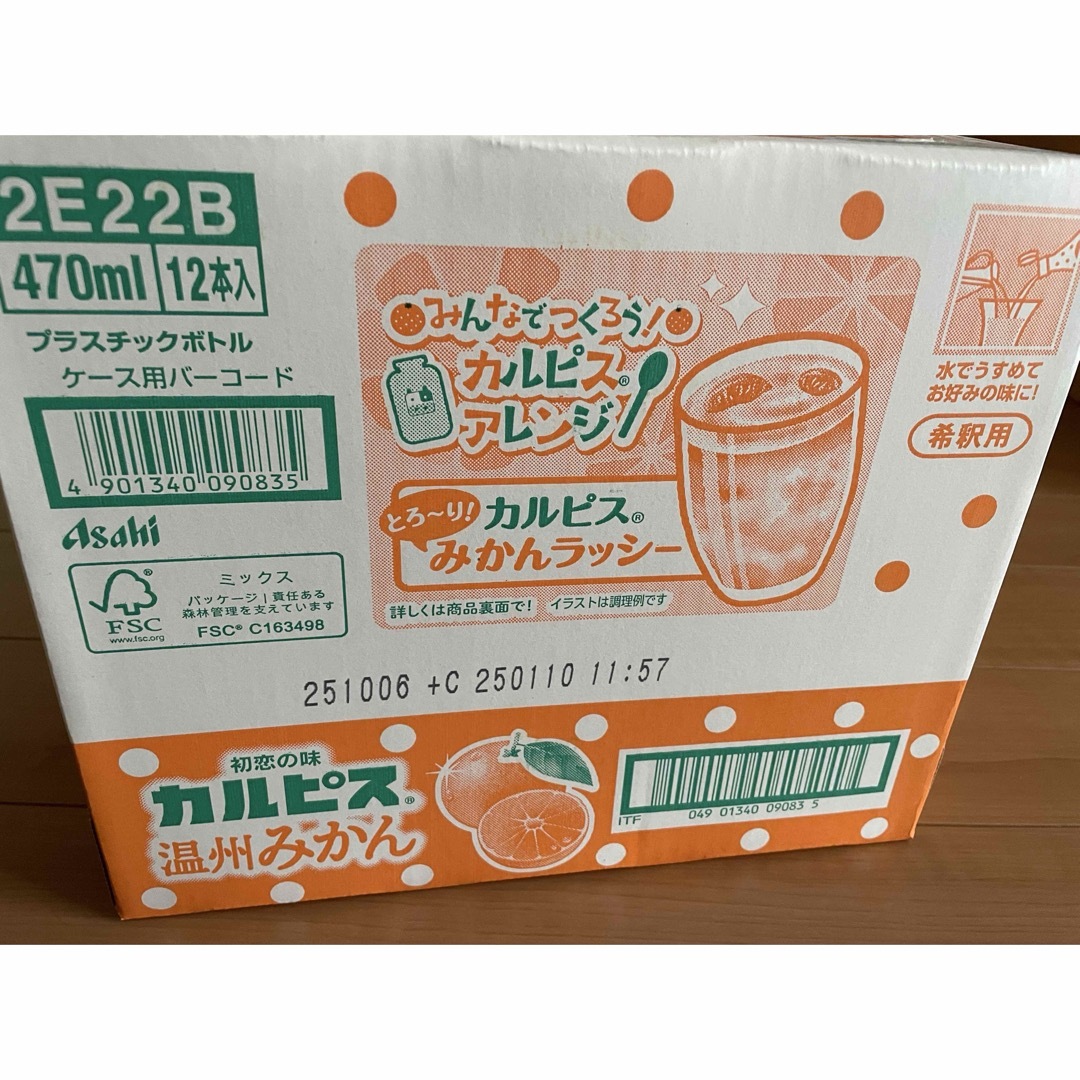 2E22B
470ml 12本入
プラスチックボトル
ケース用バーコード
4 901340 090835
Asahi
FSC®
www.fsc.org
ミックス
パッケージ|責任ある
森林管理を支えています
FSC® C163498
みんなでつくろう!
カルピス®
アレンジ
とろ～り!
カルピス®
みかんラッシー
詳しくは商品裏面で! イラストは調理例です
水でうすめて
お好みの味に!
希釈用
251006 +C 250110 11:57
初恋の味
カルピス®
温州みかん
ITF
049 01340 09083 5